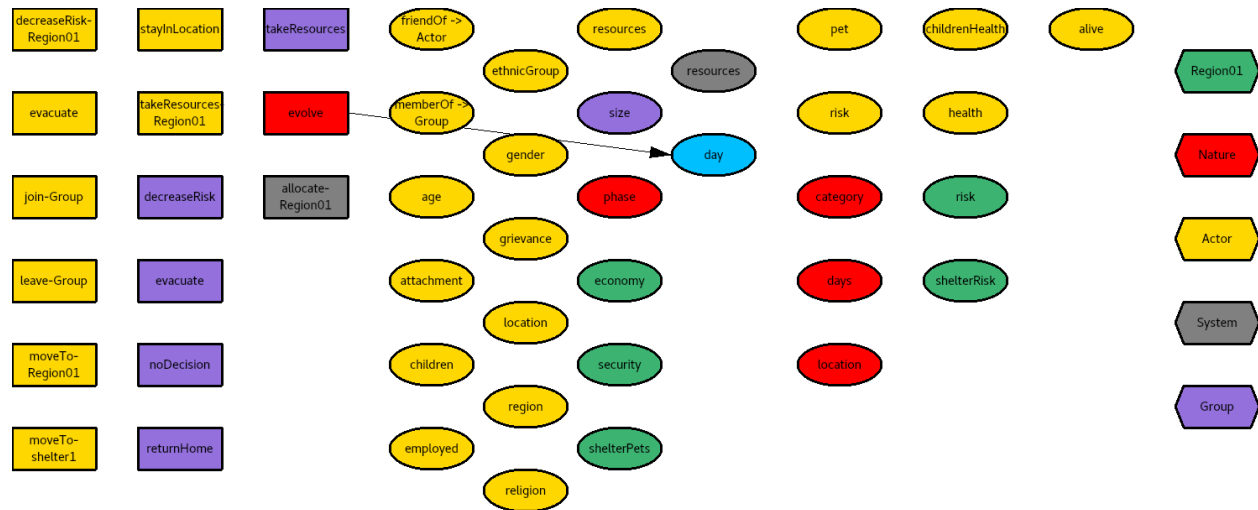 decreaseRisk-
Region01
stayInLocation
takeResources
friendOf ->
Actor
resources
pet
childrenHealth
alive
ethnicGroup
resources
Region01
evacuate
takeResources-
Region01
evolve
memberOf ->
Group
size
risk
health
gender
day
Nature
join-Group
decreaseRisk
allocate-
Region01
age
phase
category
risk
grievance
Actor
leave-Group
evacuate
attachment
economy
days
shelterRisk
location
System
moveTo-
Region01
noDecision
children
security
location
region
Group
moveTo-
shelter1
returnHome
employed
shelterPets
religion